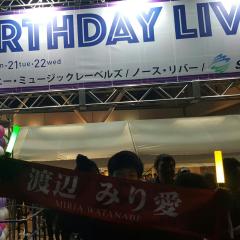 RTHDAY LIV
-21tue-22wed
ニー・ミュージックレーベルズ / ノース・リバー /
渡辺 みり愛
MIRIA WATANABE